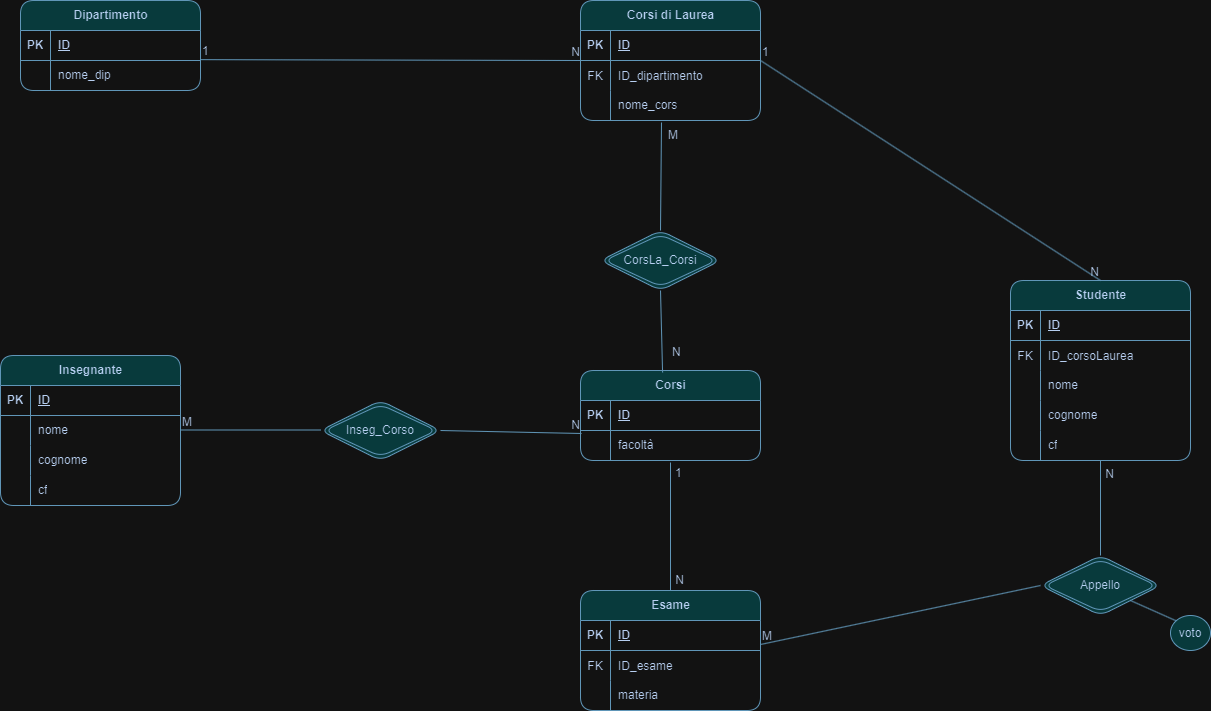 Dipartimento
PK ID
nome_dip
1
N
Corsi di Laurea
PK ID
FK ID_dipartimento
nome_cors
1
M
CorsLa_Corsi
N
N
Studente
PK ID
FK ID_corsoLaurea
nome
cognome
cf
N
Insegnante
PK ID
nome
cognome
cf
M
Inseg_Corso
N
Corsi
PK ID
facoltà
1
N
Esame
PK ID
FK ID_esame
materia
M
Appello
voto